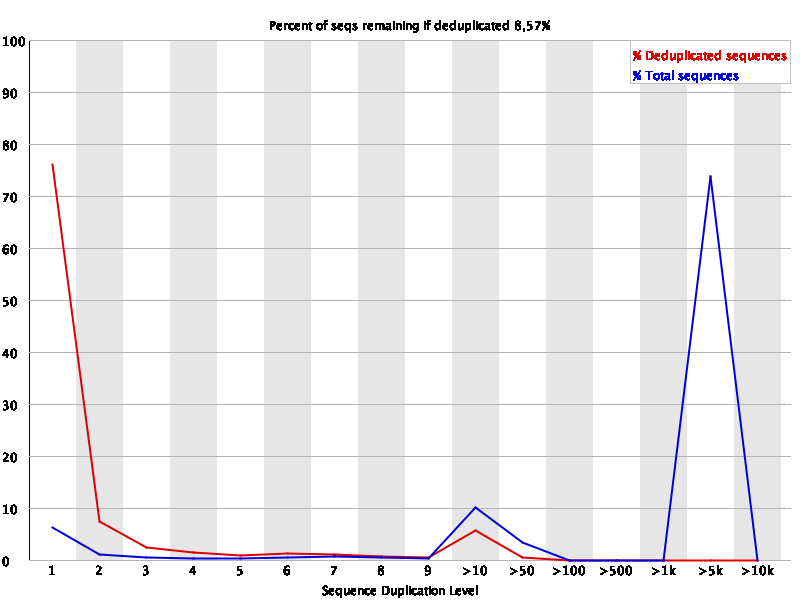 Percent of seqs remaining if deduplicated 8,57%
100
% Deduplicated sequences
% Total sequences
90
80
70
60
50
40
30
20
10
0
1 2 3 4 5 6 7 8 9 >10 >50 >100 >500 >1k >5k >10k
Sequence Duplication Level